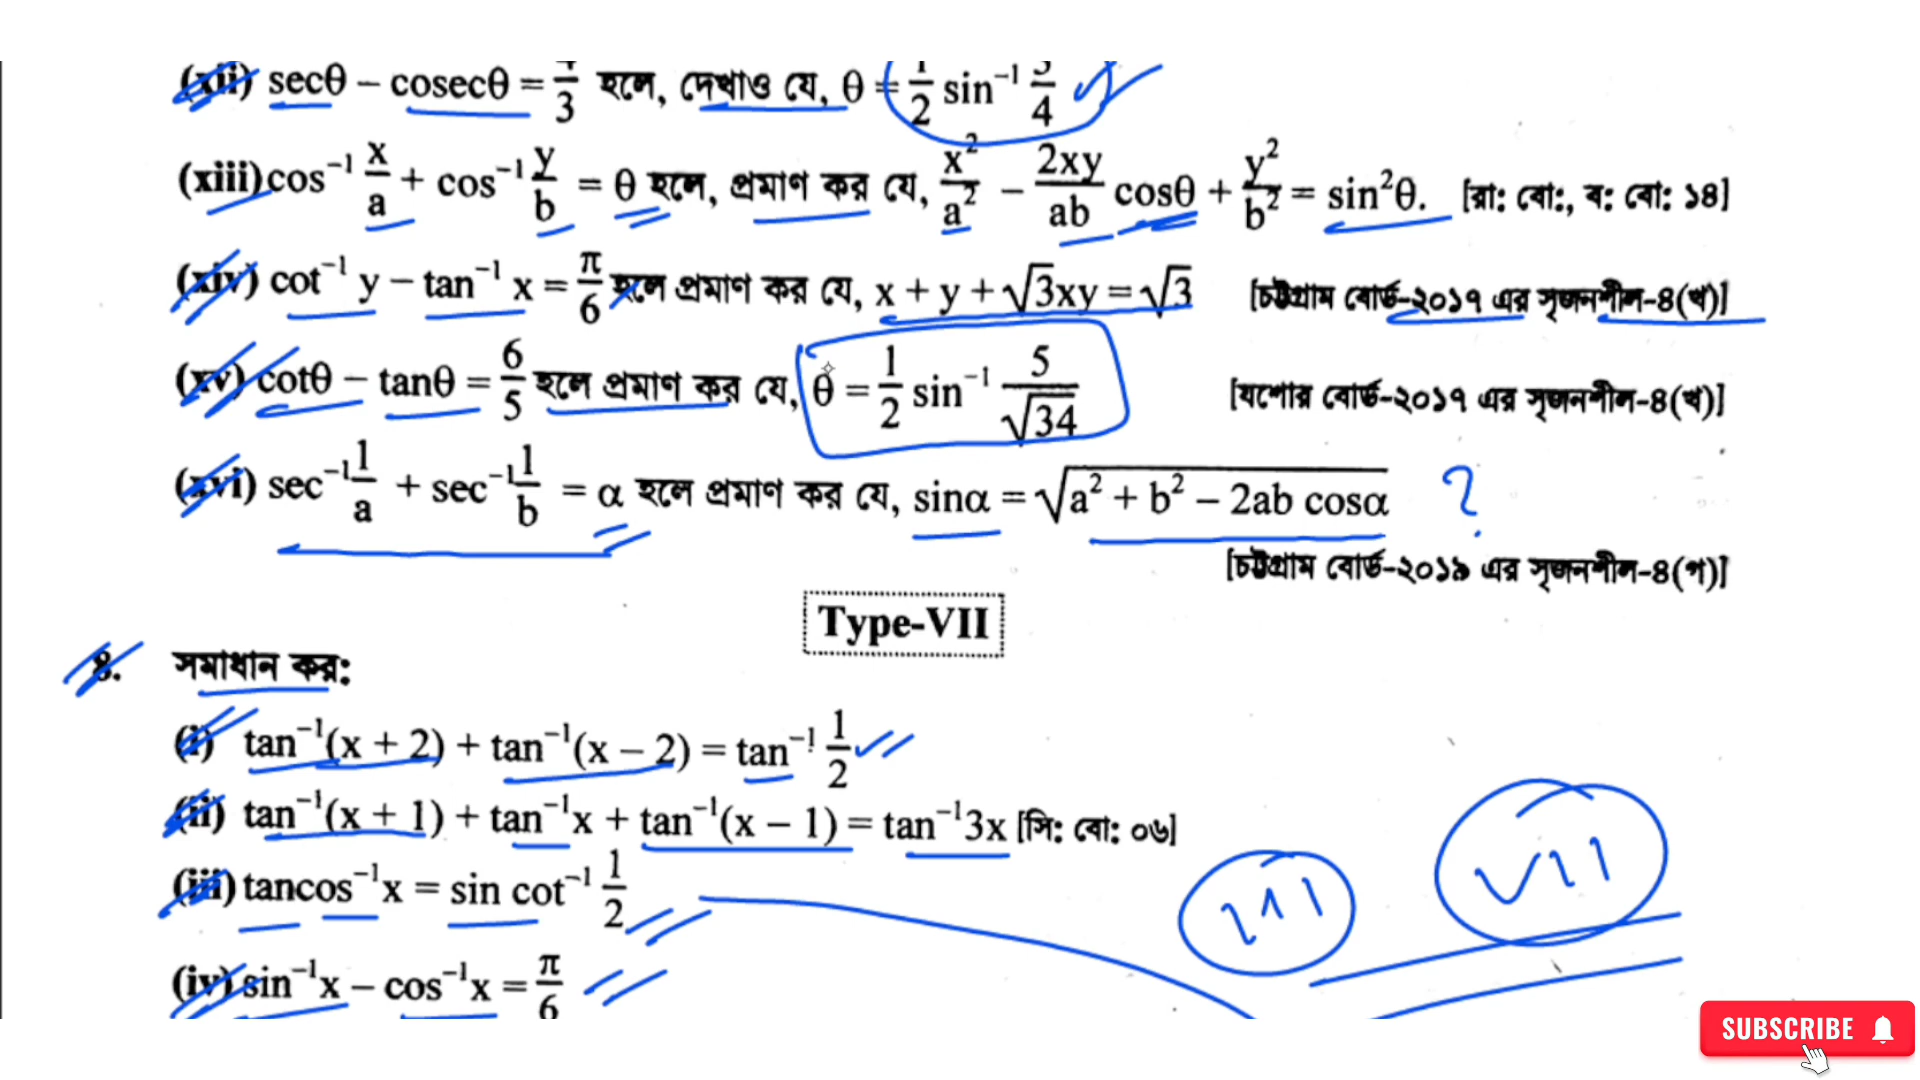 (xii) secθ – cosecθ = 4/3 হলে, দেখাও যে, θ = 1/2 sin⁻¹ 3/4
(xiii) cos⁻¹ x/a + cos⁻¹ y/b = θ হলে, প্রমাণ কর যে, x²/a² – 2xy/ab cosθ + y²/b² = sin²θ. [রা: বো:, ব: বো: ১৪]
(xiv) cot⁻¹ y – tan⁻¹ x = π/6 হলে প্রমাণ কর যে, x + y + √3xy = √3 [চট্টগ্রাম বোর্ড-২০১৭ এর সৃজনশীল-৪(খ)]
(xv) cotθ – tanθ = 6/5 হলে প্রমাণ কর যে, θ = 1/2 sin⁻¹ 5/√34 [যশোর বোর্ড-২০১৭ এর সৃজনশীল-৪(খ)]
(xvi) sec⁻¹ 1/a + sec⁻¹ 1/b = α হলে প্রমাণ কর যে, sinα = √(a² + b² – 2ab cosα) ?
[চট্টগ্রাম বোর্ড-২০১৯ এর সৃজনশীল-৪(গ)]
Type-VII
8. সমাধান কর:
(i) tan⁻¹(x + 2) + tan⁻¹(x – 2) = tan⁻¹ 1/2
(ii) tan⁻¹(x + 1) + tan⁻¹x + tan⁻¹(x – 1) = tan⁻¹3x [সি: বো: ০৬]
(iii) tancos⁻¹x = sin cot⁻¹ 1/2
VII
(iv) sin⁻¹x – cos⁻¹x = π/6
SUBSCRIBE